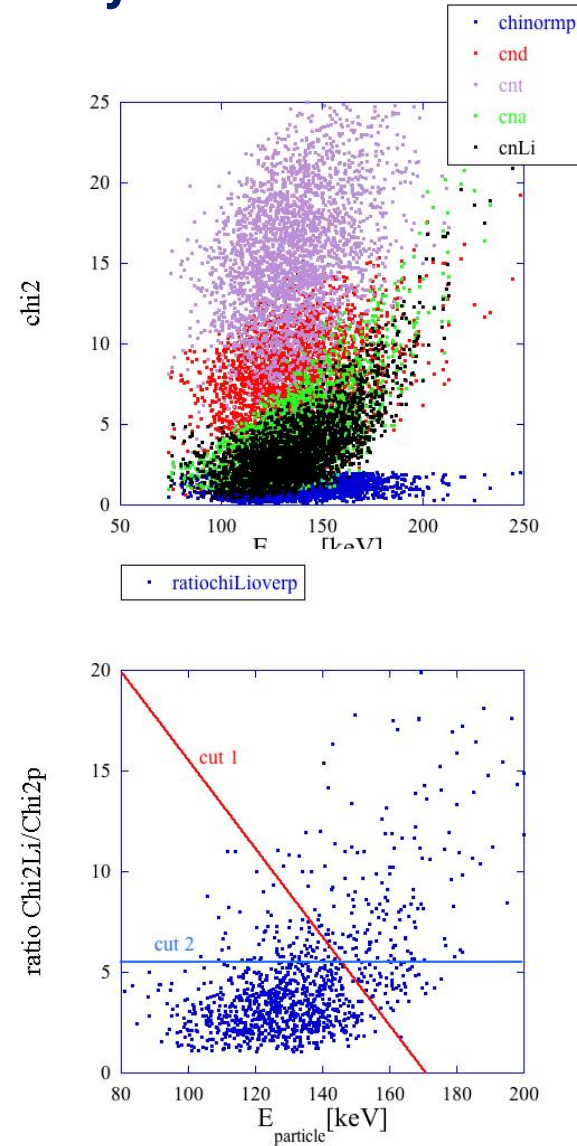 chinormp
cnd
cnt
cna
cnLi
25
20
15
10
5
0
chi2
50 100 150 200 250
[keV]
ratiochiLioverp
20
15
10
5
0
ratio Chi2Li/Chi2p
cut 1
cut 2
80 100 120 140 160 180 200
E particle [keV]